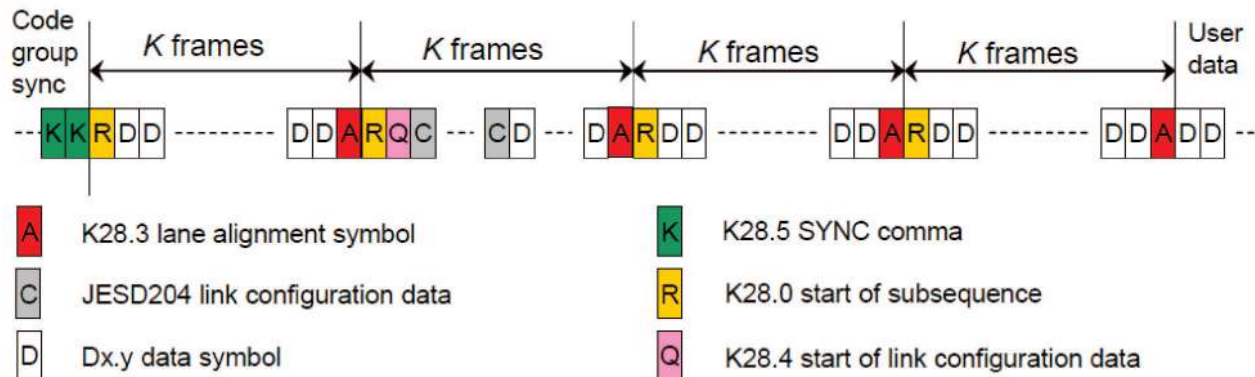 Code group sync
K frames
K frames
K frames
K frames
User data
K K R D D D D A R Q C C D D A R D D D D A R D D D D A D D
A K28.3 lane alignment symbol
K K28.5 SYNC comma
C JESD204 link configuration data
R K28.0 start of subsequence
D Dx.y data symbol
Q K28.4 start of link configuration data